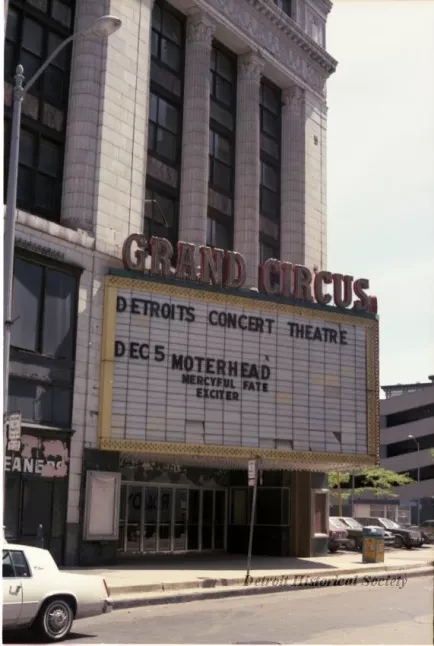 GRAND CIRCUS
DETROITS CONCERT THEATRE
DEC 5 MOTERHEAD
MERCYFUL FATE
EXCITER
EANERS
Detroit Historical Society